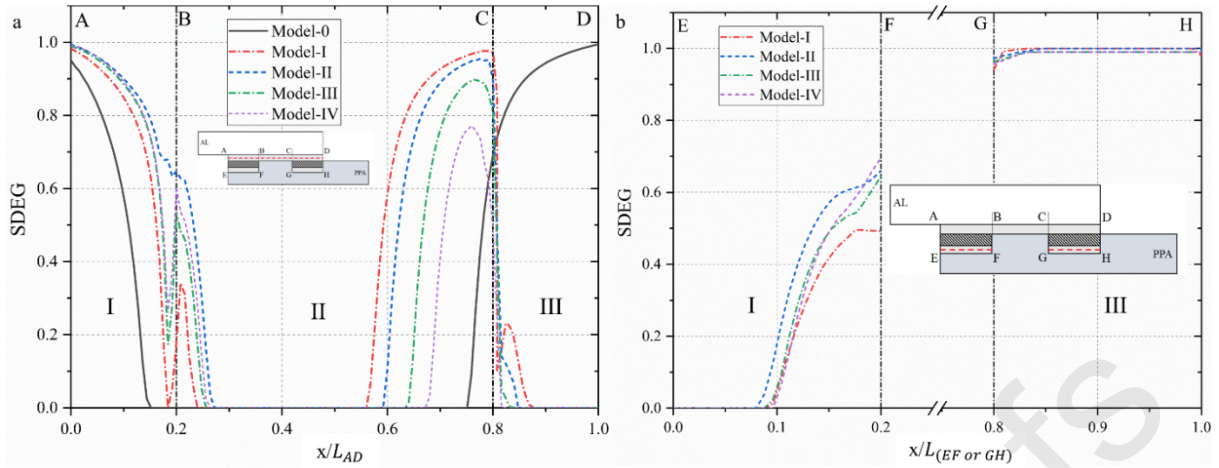 a
A
B
C
D
1.0
0.8
0.6
0.4
0.2
0.0
SDEG
Model-0
Model-I
Model-II
Model-III
Model-IV
AL
A
B
C
D
E
F
G
H
PPA
I
II
III
0.0
0.2
0.4
0.6
0.8
1.0
x/L_AD
b
E
F
G
H
1.0
0.8
0.6
0.4
0.2
0.0
SDEG
Model-I
Model-II
Model-III
Model-IV
AL
A
B
C
D
E
F
G
H
PPA
I
III
0.0
0.1
0.2
0.8
0.9
1.0
x/L_(EF or GH)
fs